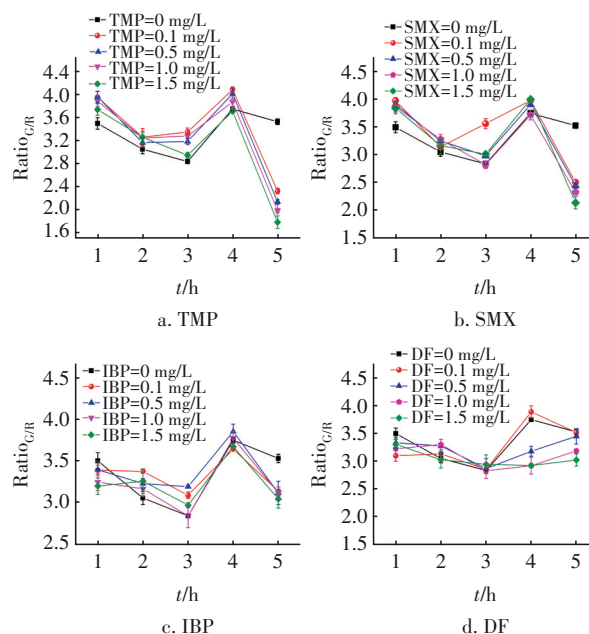 TMP=0 mg/L
TMP=0.1 mg/L
TMP=0.5 mg/L
TMP=1.0 mg/L
TMP=1.5 mg/L
Ratio G/R
4.4
4.0
3.6
3.2
2.8
2.4
2.0
1.6
1 2 3 4 5
t/h
a. TMP
SMX=0 mg/L
SMX=0.1 mg/L
SMX=0.5 mg/L
SMX=1.0 mg/L
SMX=1.5 mg/L
Ratio G/R
5.0
4.5
4.0
3.5
3.0
2.5
2.0
1.5
1 2 3 4 5
t/h
b. SMX
IBP=0 mg/L
IBP=0.1 mg/L
IBP=0.5 mg/L
IBP=1.0 mg/L
IBP=1.5 mg/L
Ratio G/R
4.5
4.0
3.5
3.0
2.5
1 2 3 4 5
t/h
c. IBP
DF=0 mg/L
DF=0.1 mg/L
DF=0.5 mg/L
DF=1.0 mg/L
DF=1.5 mg/L
Ratio G/R
4.5
4.0
3.5
3.0
2.5
2.0
1.5
1 2 3 4 5
t/h
d. DF